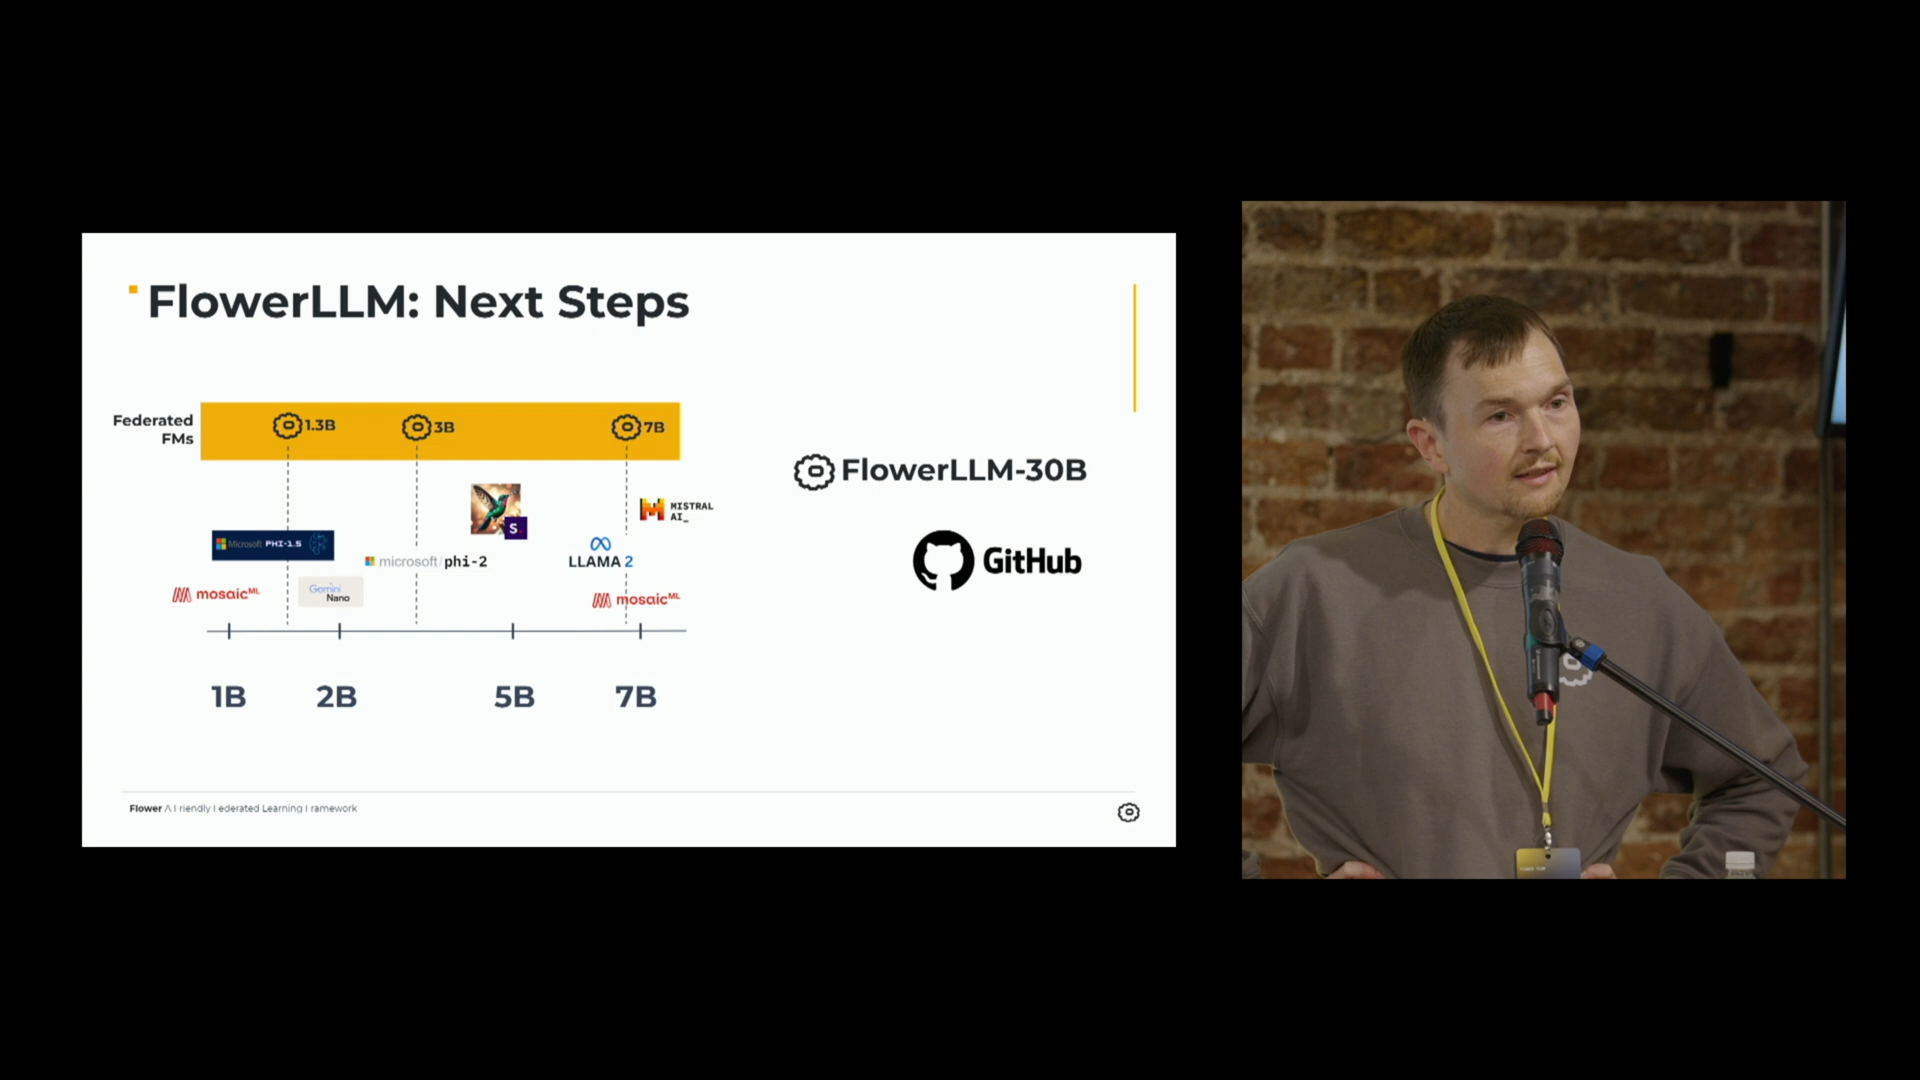 FlowerLLM: Next Steps
Federated
FMs
1.3B
3B
7B
S
MISTRAL
AI_
Microsoft PHI-1.5
microsoft/phi-2
LLAMA 2
mosaicML
Gemini
Nano
mosaicML
1B
2B
5B
7B
FlowerLLM-30B
GitHub
Flower